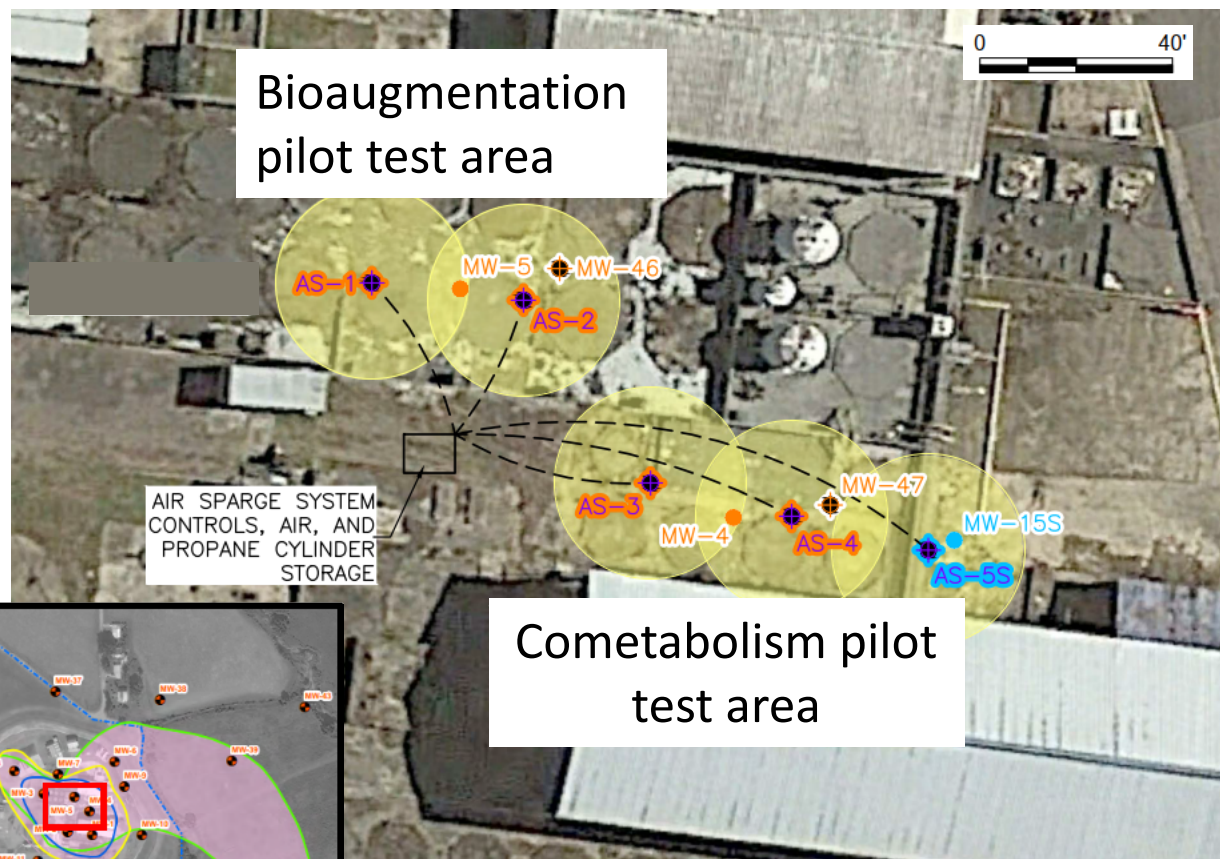 0 40'
Bioaugmentation
pilot test area
AS-1
MW-5
MW-46
AS-2
AS-3
MW-4
MW-47
AS-4
MW-15S
AS-5S
AIR SPARGE SYSTEM
CONTROLS, AIR, AND
PROPANE CYLINDER
STORAGE
Cometabolism pilot
test area
MW-37
MW-38
MW-43
MW-39
MW-6
MW-7
MW-9
MW-3
MW-5
MW-10